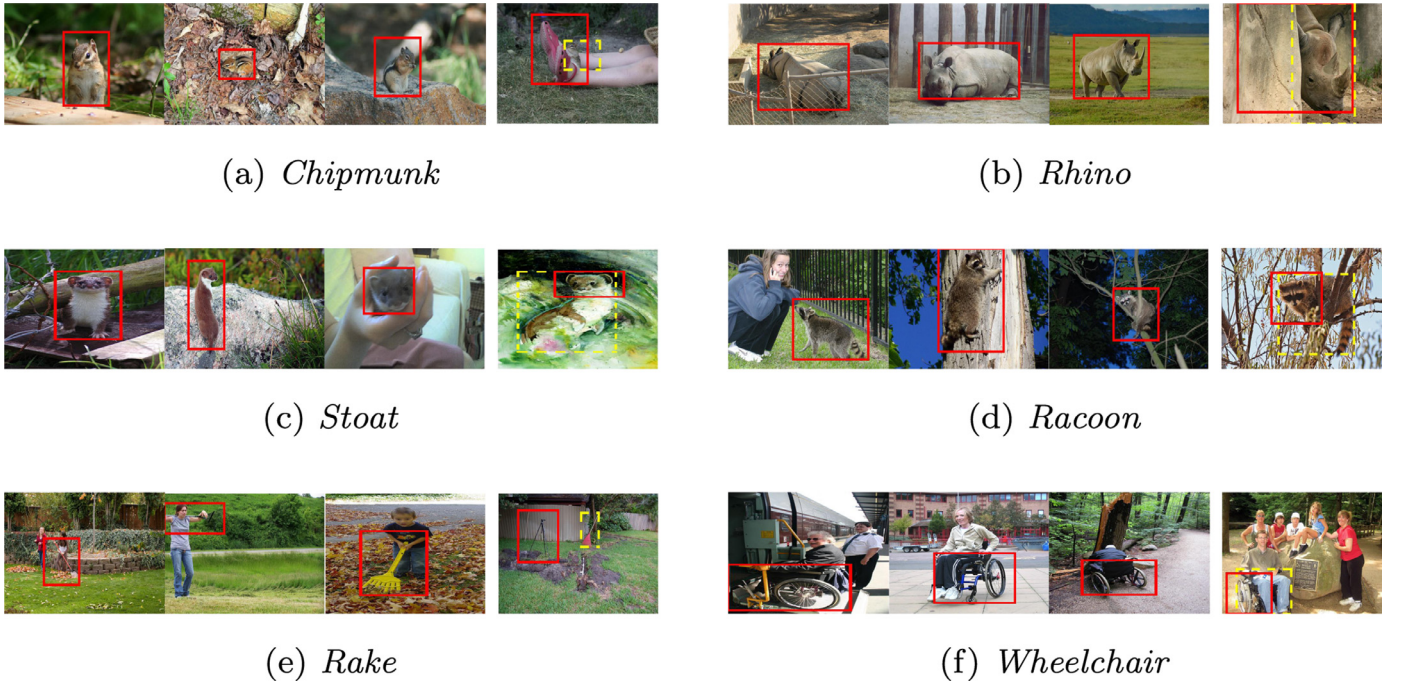 (a) Chipmunk
(b) Rhino
(c) Stoat
(d) Racoon
(e) Rake
(f) Wheelchair